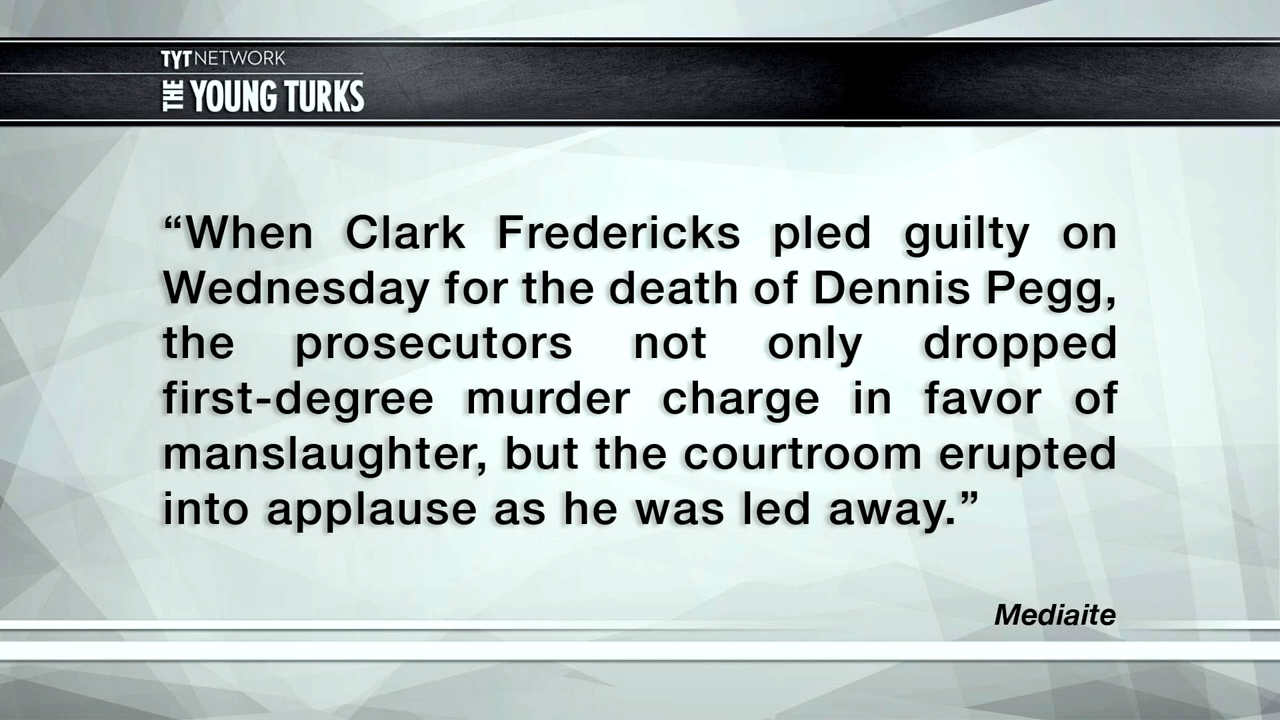 TYT NETWORK
THE YOUNG TURKS
“When Clark Fredericks pled guilty on
Wednesday for the death of Dennis Pegg,
the prosecutors not only dropped
first-degree murder charge in favor of
manslaughter, but the courtroom erupted
into applause as he was led away.”
Mediaite